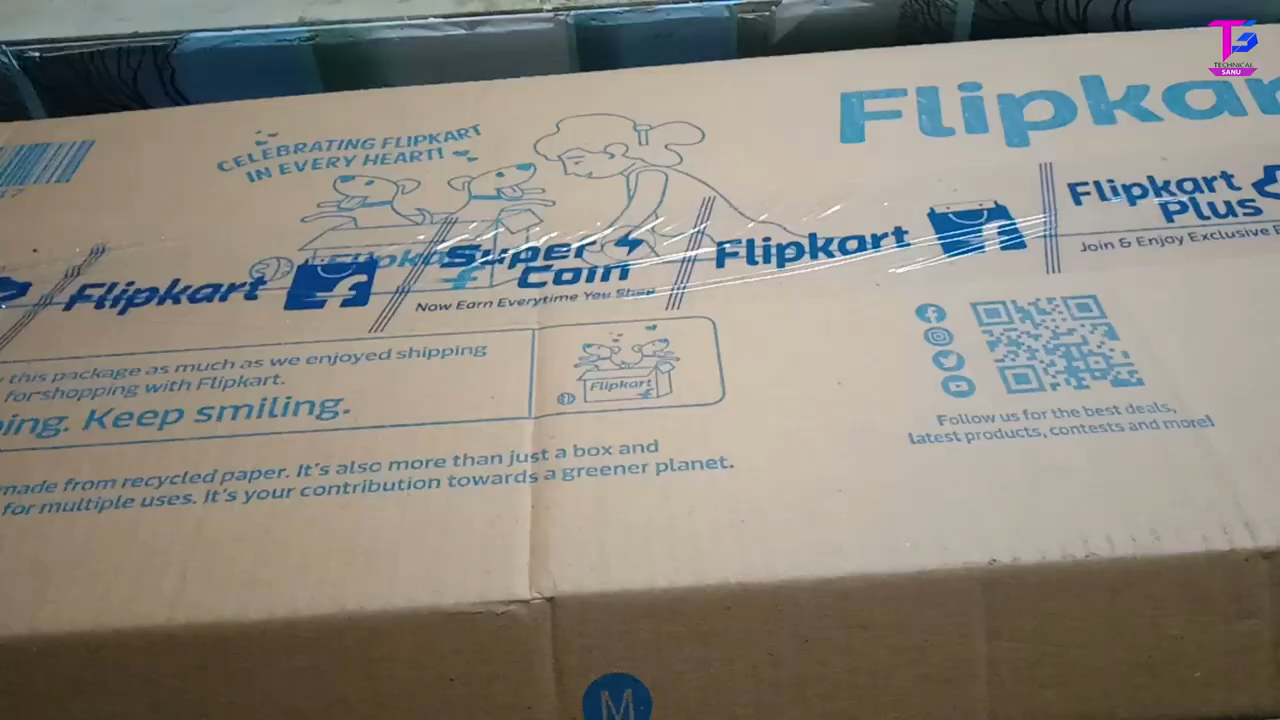 TS
TECHNICAL
SANU
Flipkar
CELEBRATING FLIPKART
IN EVERY HEART!
Flipkart
Super
Coin
Now Earn Everytime You Shop
Flipkart
Flipkart
Plus
Join & Enjoy Exclusive
this package as much as we enjoyed shipping
for shopping with Flipkart.
ing. Keep smiling.
Flipkart
made from recycled paper. It's also more than just a box and
for multiple uses. It's your contribution towards a greener planet.
Follow us for the best deals,
latest products, contests and more!
M